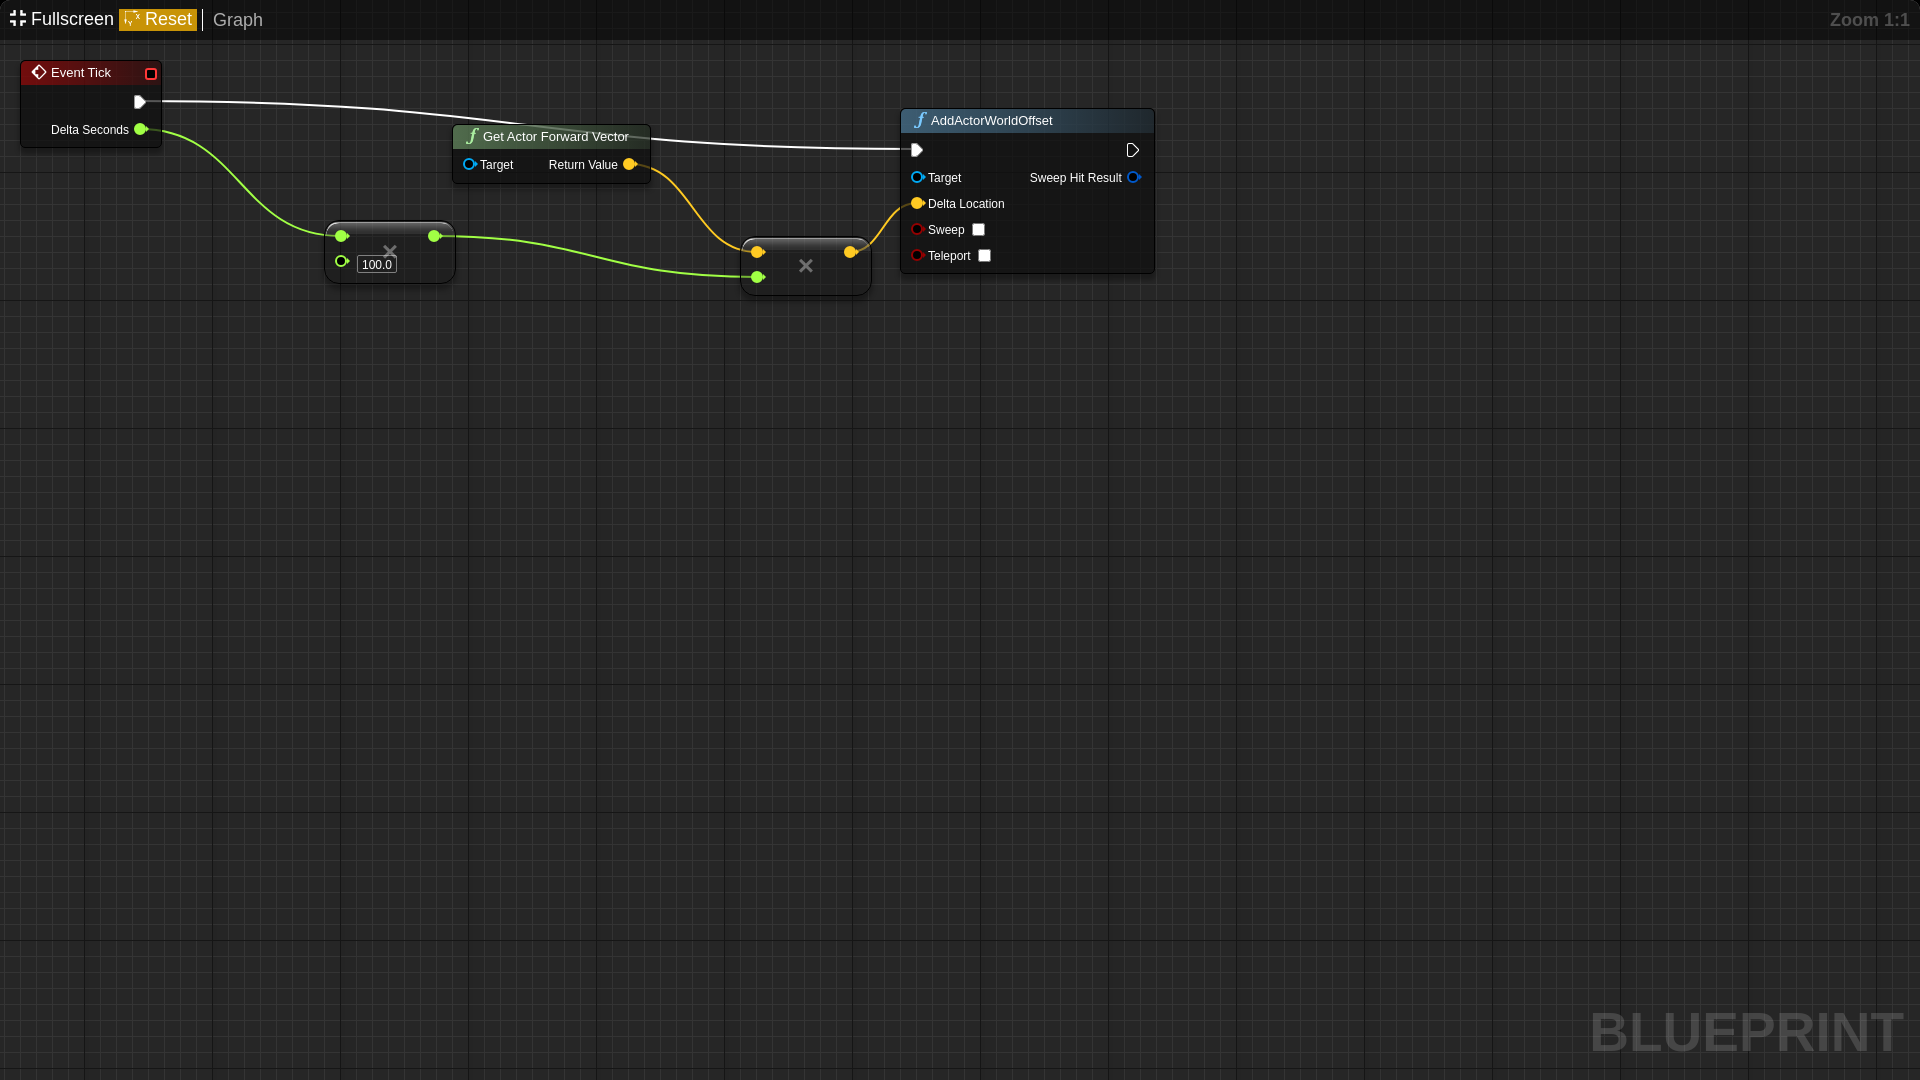 Fullscreen Reset Graph
Zoom 1:1
Event Tick
Delta Seconds
Get Actor Forward Vector
Target Return Value
100.0
AddActorWorldOffset
Target Sweep Hit Result
Delta Location
Sweep
Teleport
BLUEPRINT